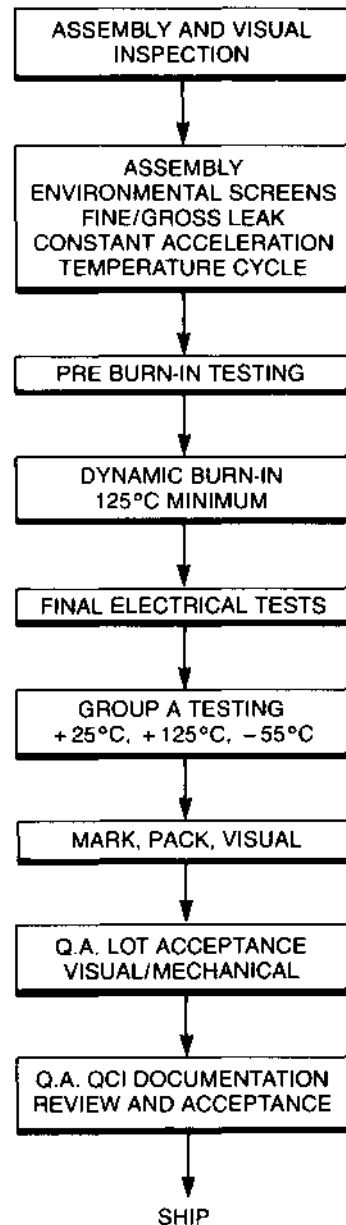 ASSEMBLY AND VISUAL
INSPECTION
ASSEMBLY
ENVIRONMENTAL SCREENS
FINE/GROSS LEAK
CONSTANT ACCELERATION
TEMPERATURE CYCLE
PRE BURN-IN TESTING
DYNAMIC BURN-IN
125°C MINIMUM
FINAL ELECTRICAL TESTS
GROUP A TESTING
+25°C, +125°C, −55°C
MARK, PACK, VISUAL
Q.A. LOT ACCEPTANCE
VISUAL/MECHANICAL
Q.A. QCI DOCUMENTATION
REVIEW AND ACCEPTANCE
SHIP